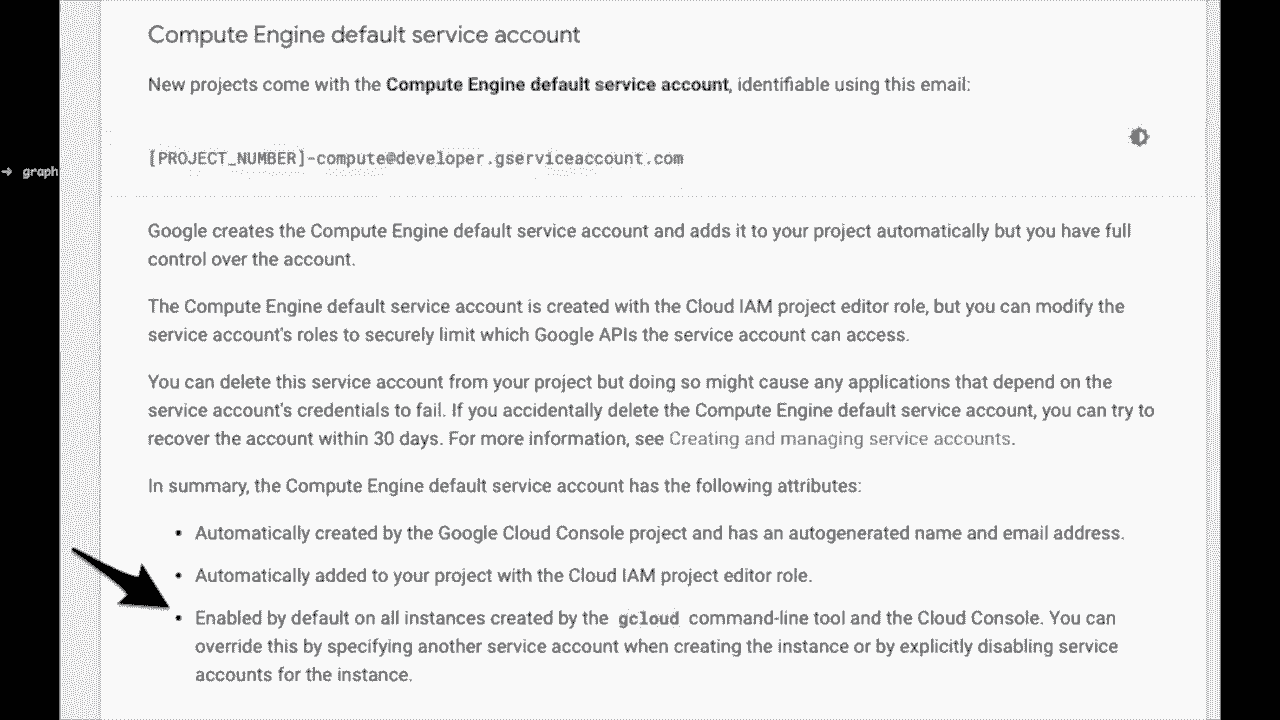 Compute Engine default service account
New projects come with the Compute Engine default service account, identifiable using this email:
[PROJECT_NUMBER]-compute@developer.gserviceaccount.com
➜ graph
Google creates the Compute Engine default service account and adds it to your project automatically but you have full
control over the account.
The Compute Engine default service account is created with the Cloud IAM project editor role, but you can modify the
service account's roles to securely limit which Google APIs the service account can access.
You can delete this service account from your project but doing so might cause any applications that depend on the
service account's credentials to fail. If you accidentally delete the Compute Engine default service account, you can try to
recover the account within 30 days. For more information, see Creating and managing service accounts.
In summary, the Compute Engine default service account has the following attributes:
• Automatically created by the Google Cloud Console project and has an autogenerated name and email address.
• Automatically added to your project with the Cloud IAM project editor role.
• Enabled by default on all instances created by the gcloud command-line tool and the Cloud Console. You can
override this by specifying another service account when creating the instance or by explicitly disabling service
accounts for the instance.